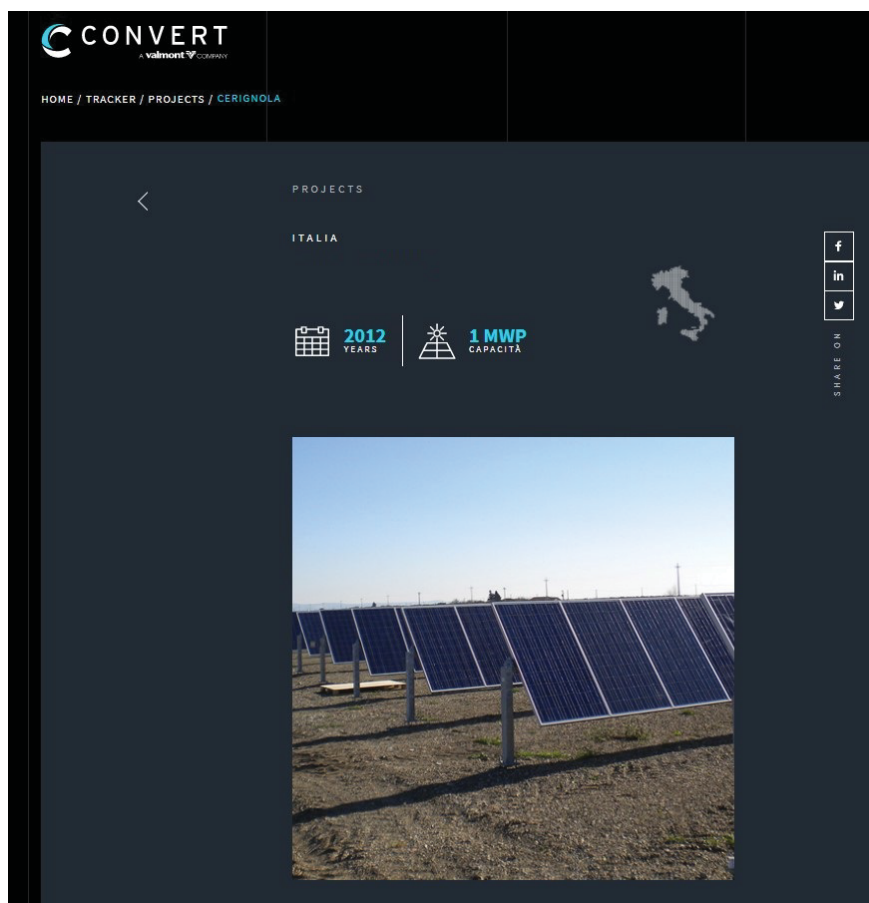 CONVERT
A valmont COMPANY
HOME / TRACKER / PROJECTS / CERIGNOLA
PROJECTS
ITALIA
2012
YEARS
1 MWP
CAPACITÀ
f
in
SHARE ON